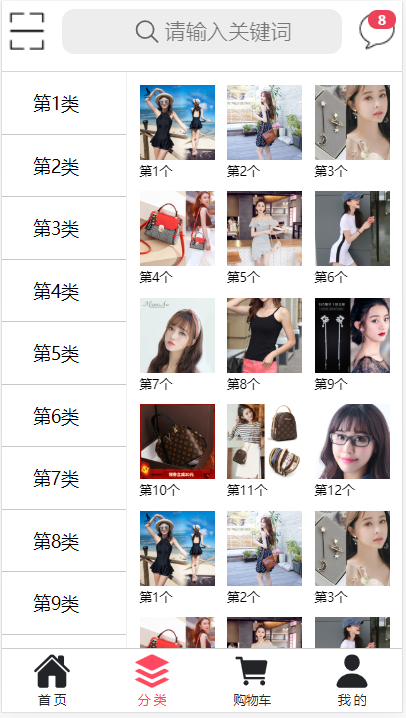 请输入关键词
8
第1类
第2类
第3类
第4类
第5类
第6类
第7类
第8类
第9类
第1个
第2个
第3个
第4个
第5个
第6个
第7个
第8个
第9个
第10个
第11个
第12个
第1个
第2个
第3个
首页
分类
购物车
我的